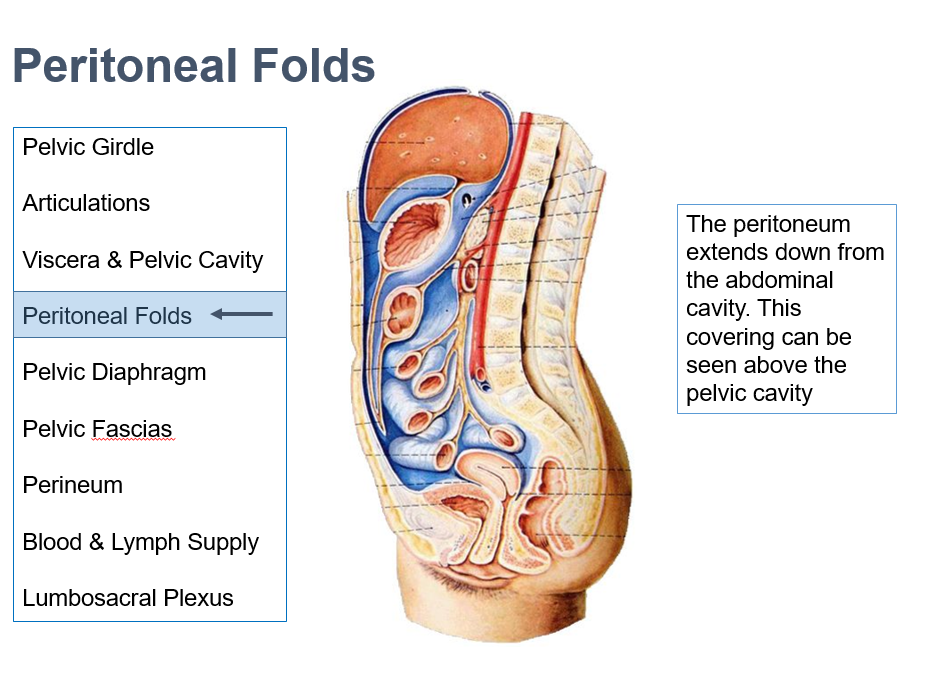 Peritoneal Folds
Pelvic Girdle
Articulations
Viscera & Pelvic Cavity
Peritoneal Folds
Pelvic Diaphragm
Pelvic Fascias
Perineum
Blood & Lymph Supply
Lumbosacral Plexus
The peritoneum
extends down from
the abdominal
cavity. This
covering can be
seen above the
pelvic cavity